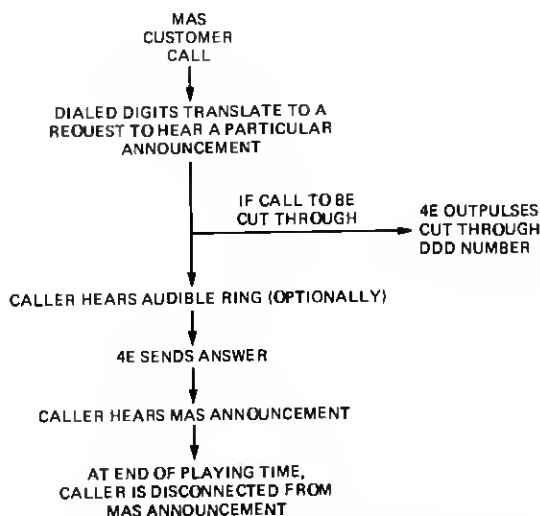 MAS
CUSTOMER
CALL
DIALED DIGITS TRANSLATE TO A
REQUEST TO HEAR A PARTICULAR
ANNOUNCEMENT
IF CALL TO BE
CUT THROUGH
4E OUTPULSES
CUT THROUGH
DDD NUMBER
CALLER HEARS AUDIBLE RING (OPTIONALLY)
4E SENDS ANSWER
CALLER HEARS MAS ANNOUNCEMENT
AT END OF PLAYING TIME,
CALLER IS DISCONNECTED FROM
MAS ANNOUNCEMENT